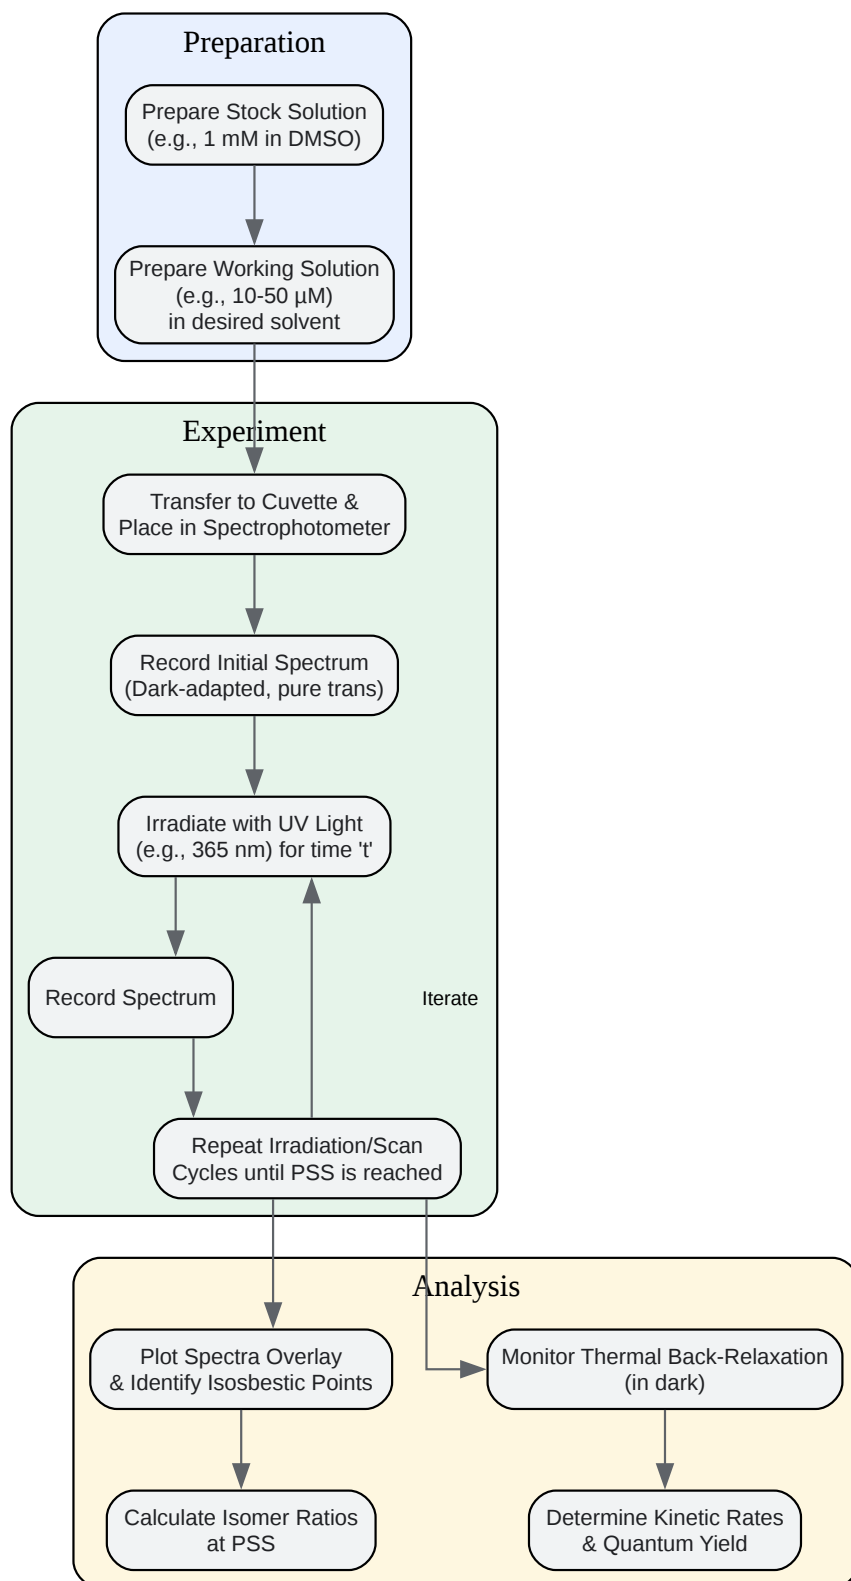 Preparation
Prepare Stock Solution
(e.g., 1 mM in DMSO)
Prepare Working Solution
(e.g., 10-50 µM)
in desired solvent
Experiment
Transfer to Cuvette &
Place in Spectrophotometer
Record Initial Spectrum
(Dark-adapted, pure trans)
Irradiate with UV Light
(e.g., 365 nm) for time 't'
Record Spectrum
Iterate
Repeat Irradiation/Scan
Cycles until PSS is reached
Analysis
Plot Spectra Overlay
& Identify Isosbestic Points
Monitor Thermal Back-Relaxation
(in dark)
Calculate Isomer Ratios
at PSS
Determine Kinetic Rates
& Quantum Yield